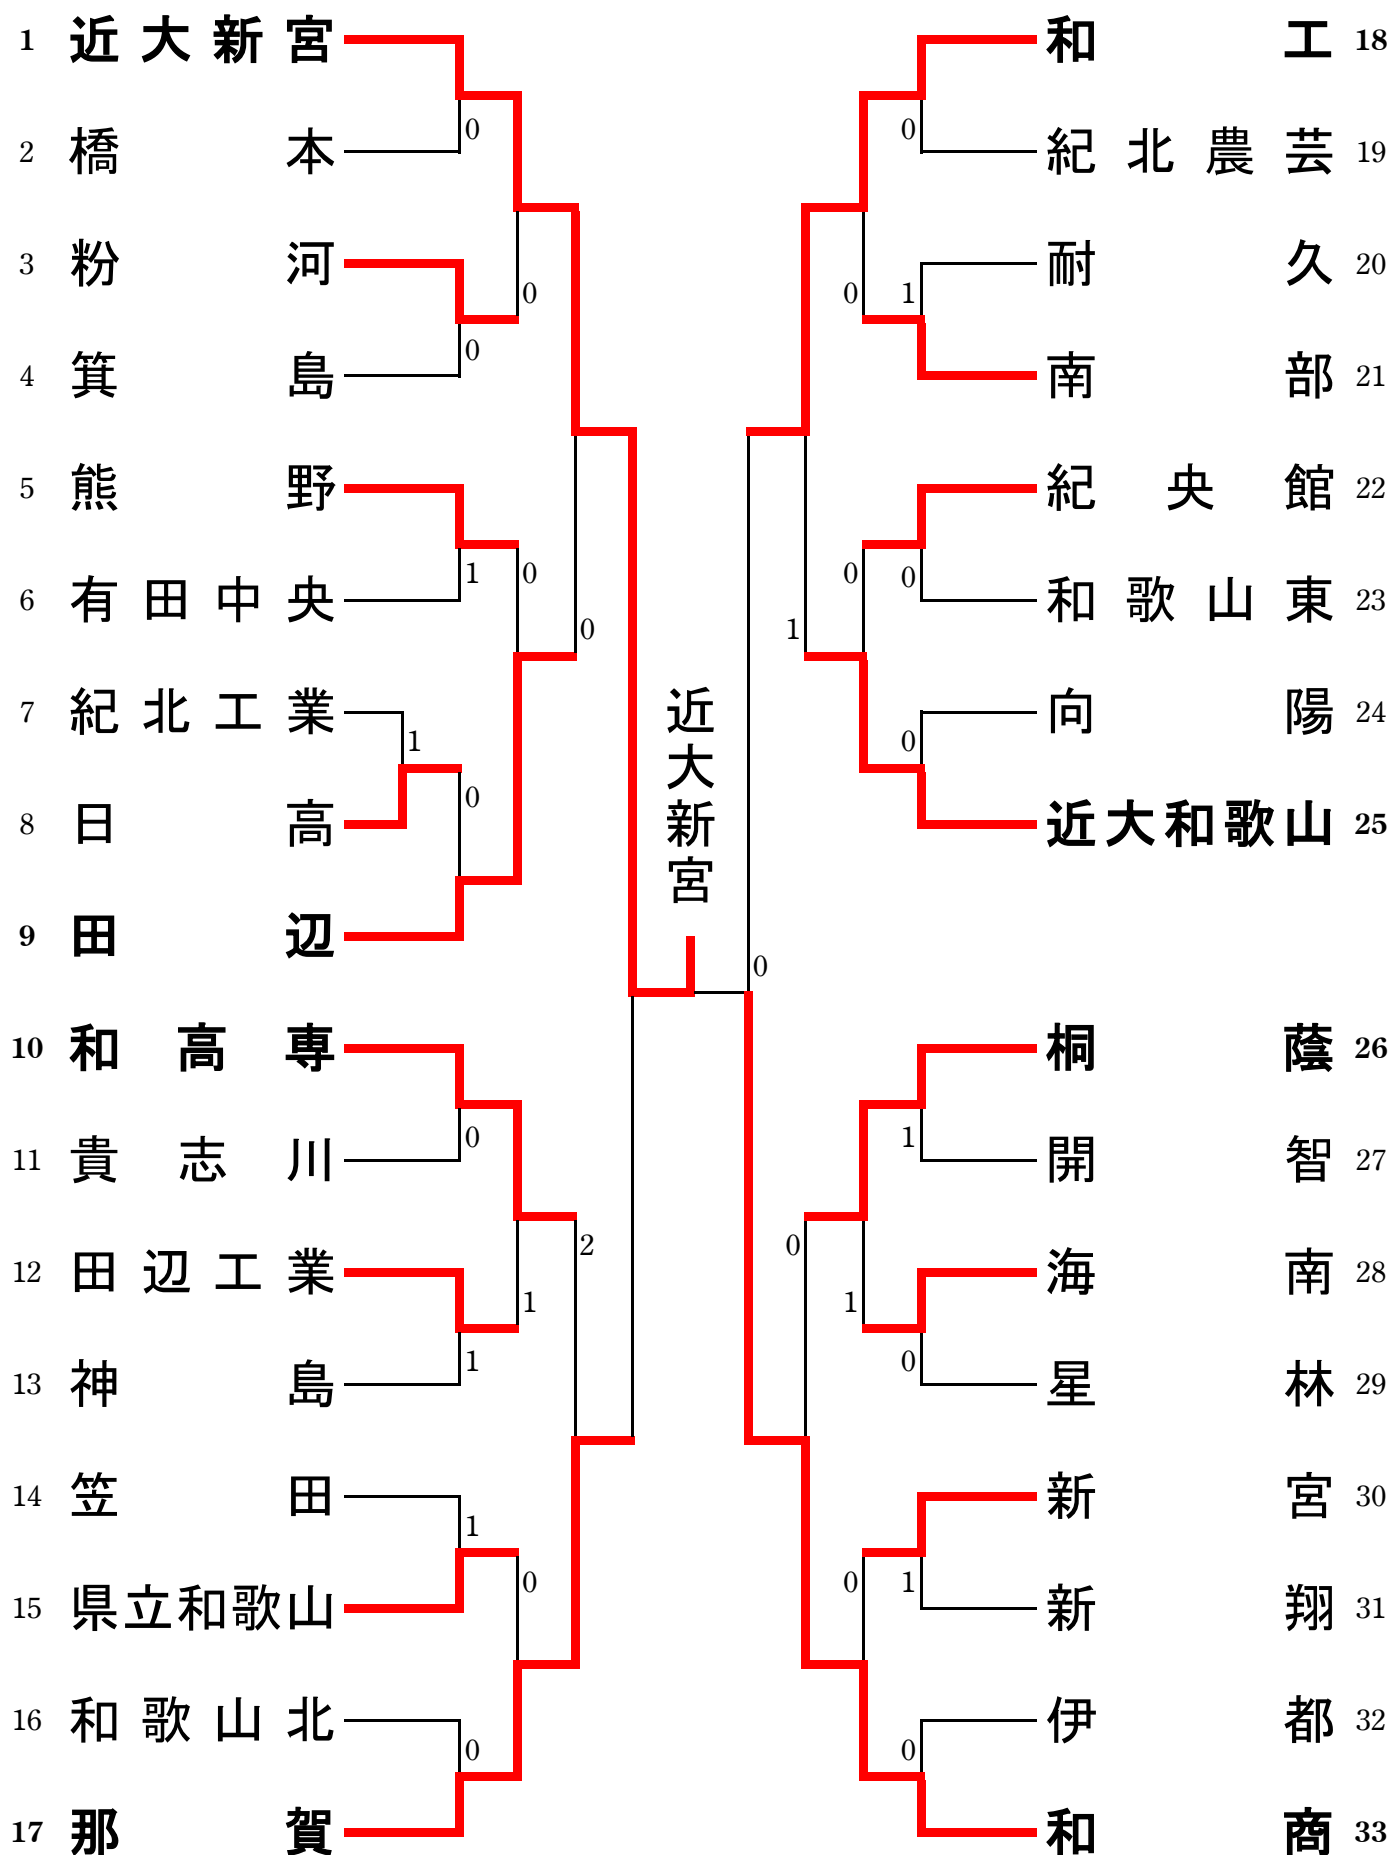 1 近大新宮
2 橋本
0
3 粉河
4 箕島
0
0
5 熊野
6 有田中央
1
0
7 紀北工業
8 日高
1
0
9 田辺
0
10 和高専
11 貴志川
0
12 田辺工業
13 神島
1
1
2
14 笠田
15 県立和歌山
1
0
16 和歌山北
17 那賀
0
近大新宮
0
和工 18
紀北農芸 19
0
耐久 20
南部 21
1
0
紀央館 22
和歌山東 23
0
0
1
向陽 24
近大和歌山 25
0
桐蔭 26
開智 27
1
0
海南 28
星林 29
1
0
新宮 30
新翔 31
0
1
伊都 32
和商 33
0